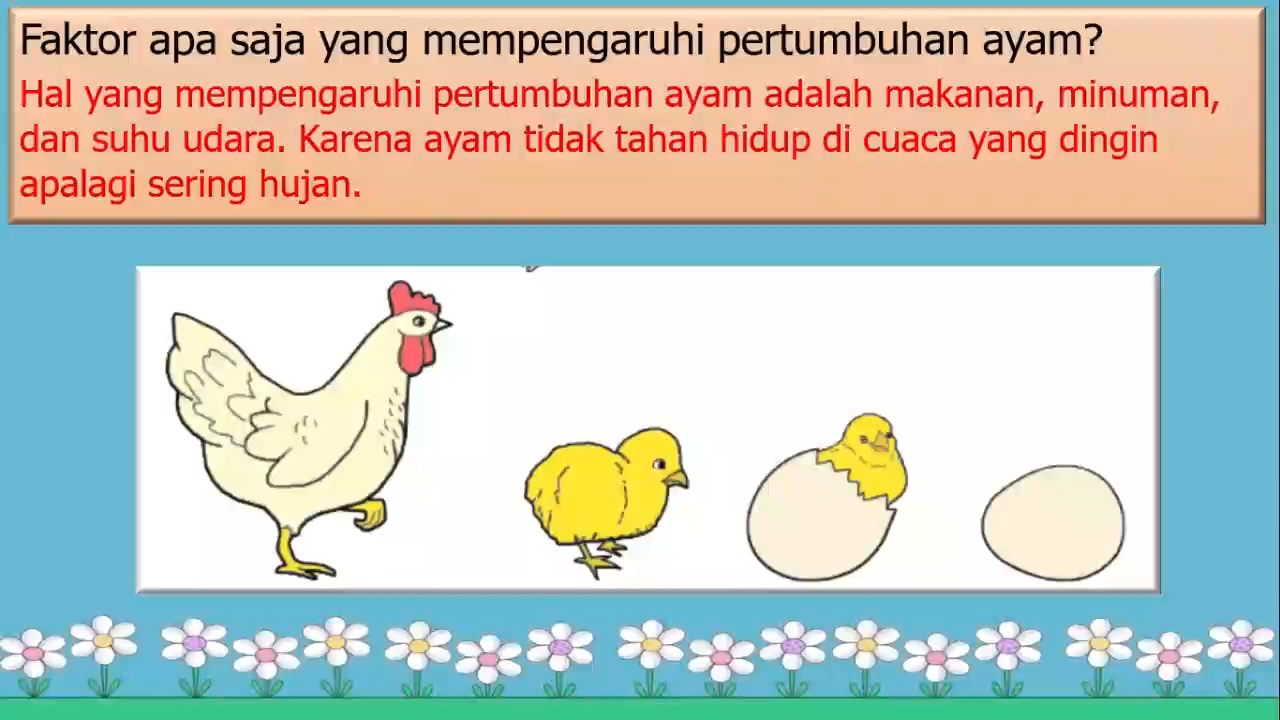 Faktor apa saja yang mempengaruhi pertumbuhan ayam?
Hal yang mempengaruhi pertumbuhan ayam adalah makanan, minuman,
dan suhu udara. Karena ayam tidak tahan hidup di cuaca yang dingin
apalagi sering hujan.